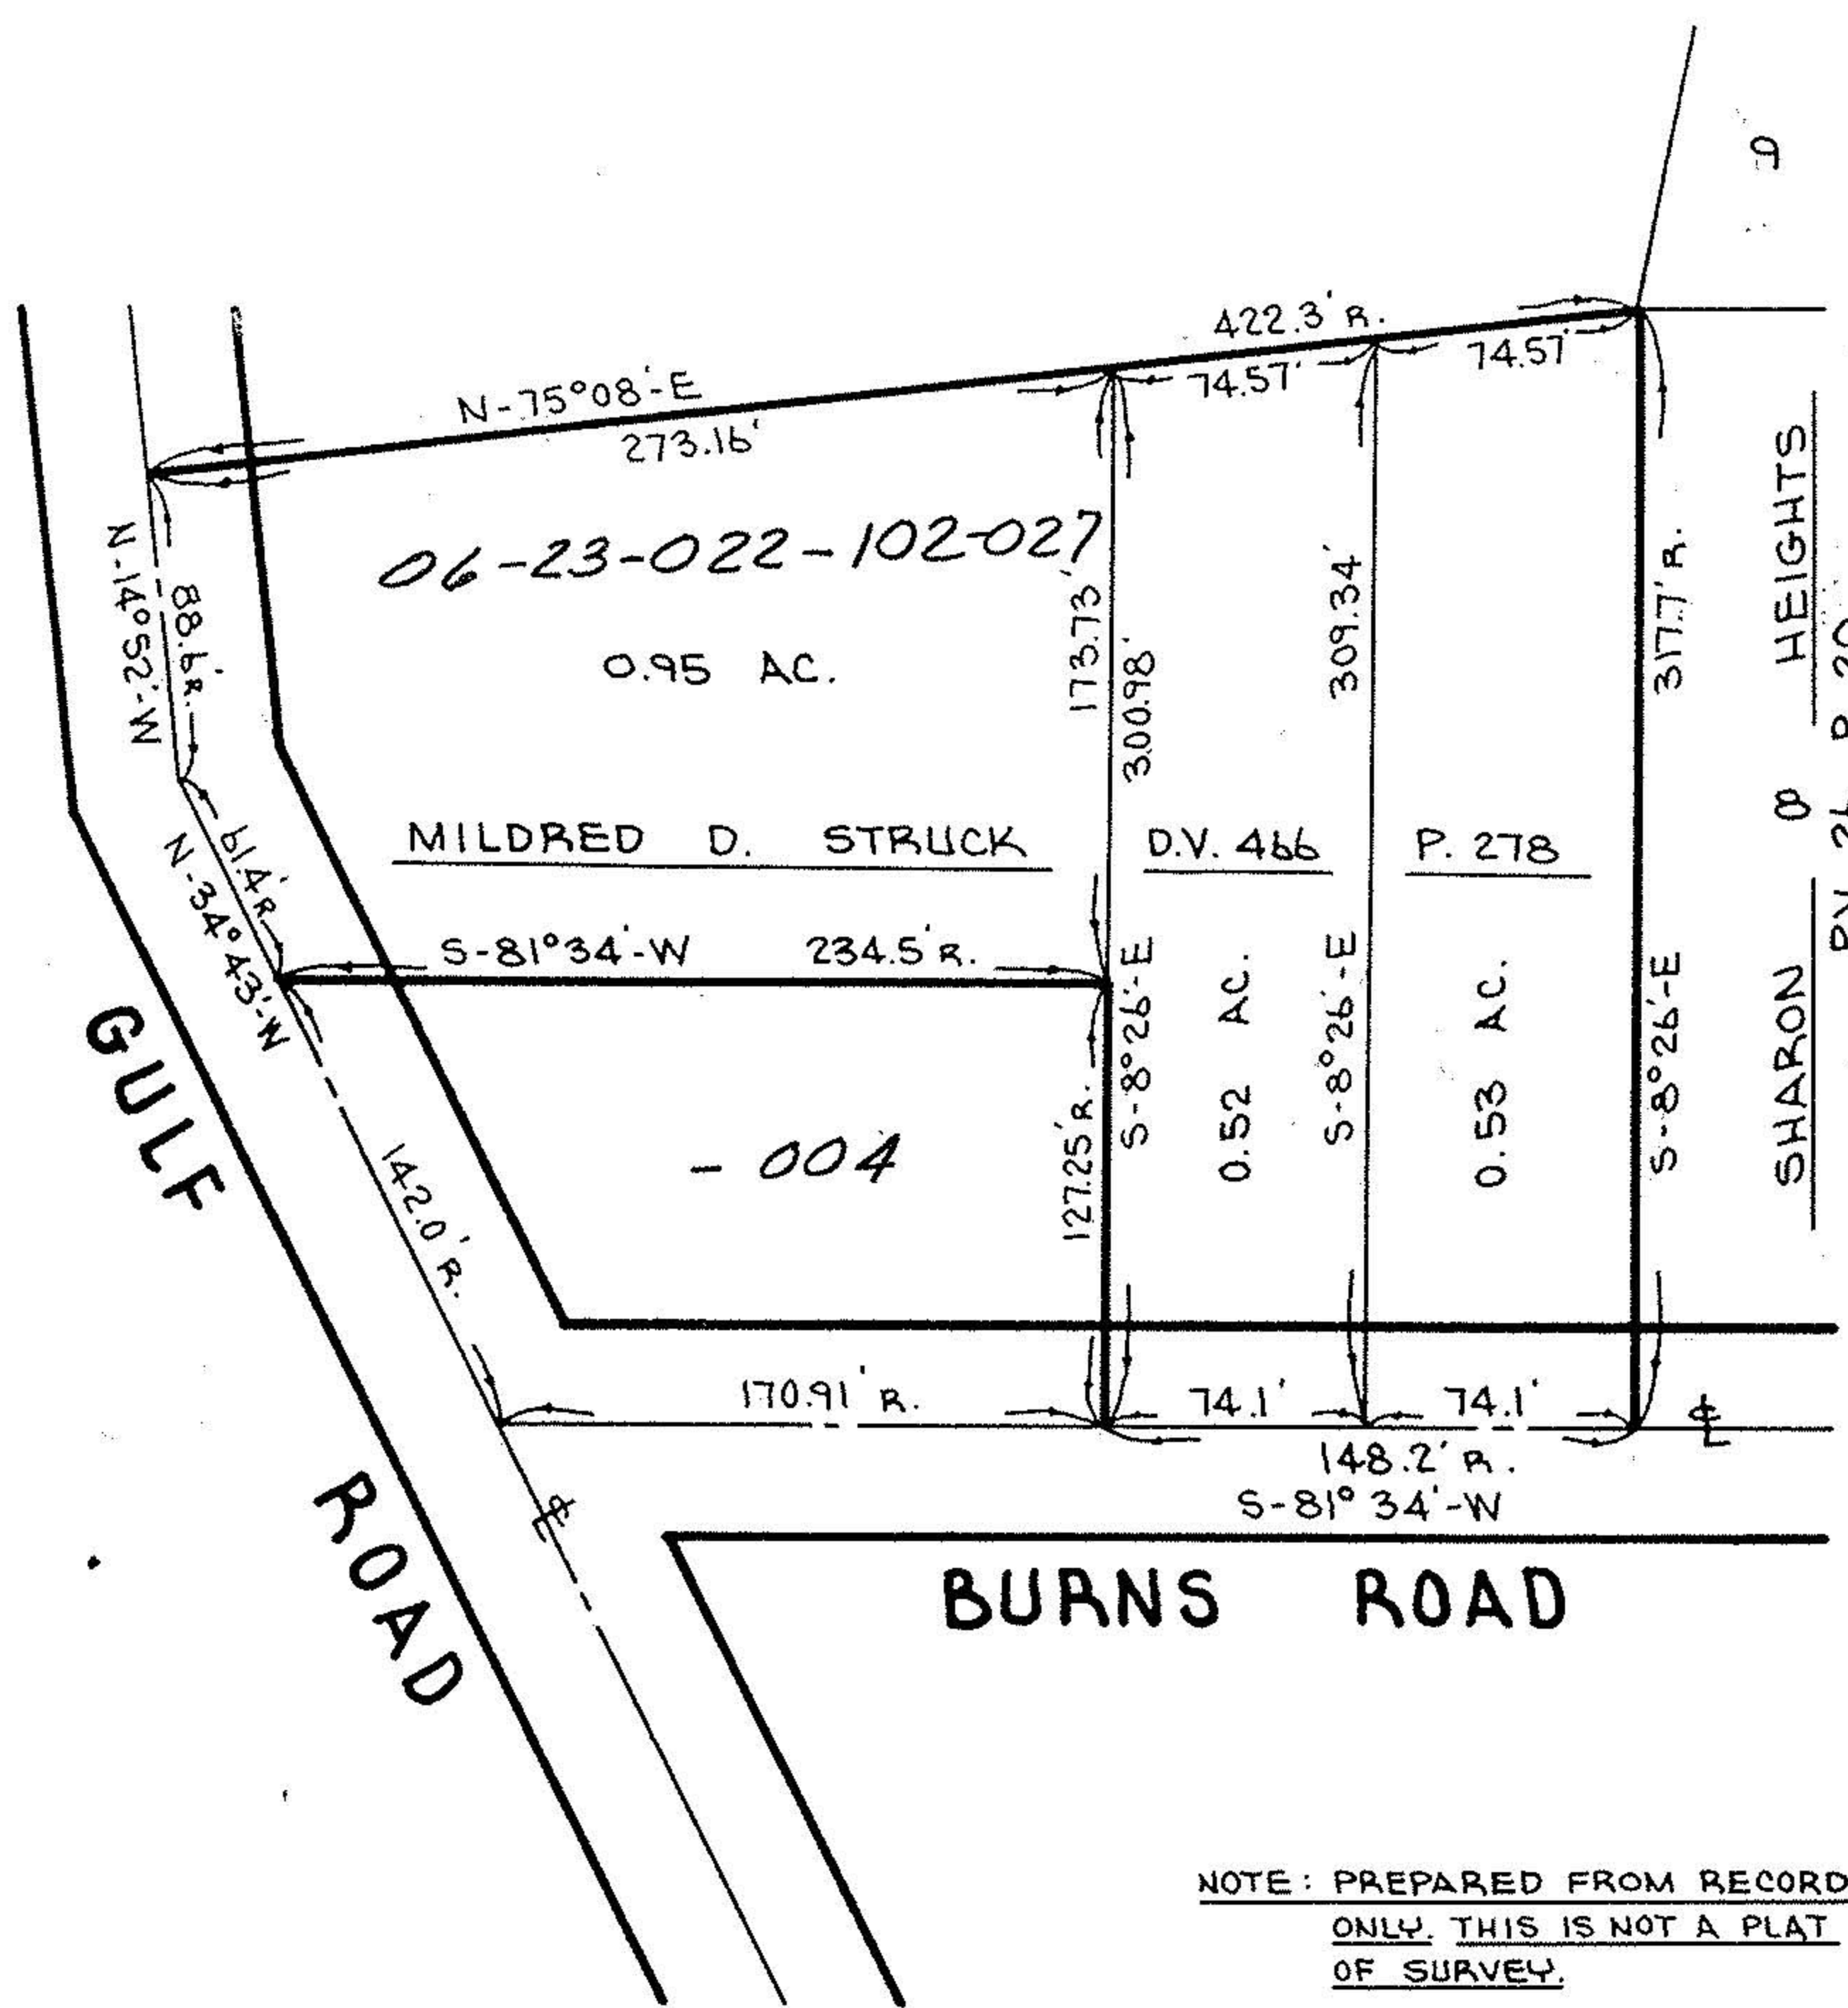 9
422.3' R.
N-75°08'-E
74.57'
74.57'
273.16'
06-23-022-102-027
0.95 AC.
N-14°52'-W
88.6' R.
173.73'
300.98'
309.34'
317.7' R.
MILDRED D. STRUCK D.V. 466 P. 278
61.4' R.
N-34°43'-W
S-81°34'-W 234.5' R.
- 004
127.25' R.
S-8°26'-E
0.52 AC.
S-8°26'-E
0.53 AC.
S-8°26'-E
SHARON 8 HEIGHTS
GULF ROAD
142.0' R.
170.91' R.
74.1'
74.1'
℄
148.2' R.
S-81°34'-W
℄
BURNS ROAD
NOTE: PREPARED FROM RECORD
ONLY. THIS IS NOT A PLAT
OF SURVEY.